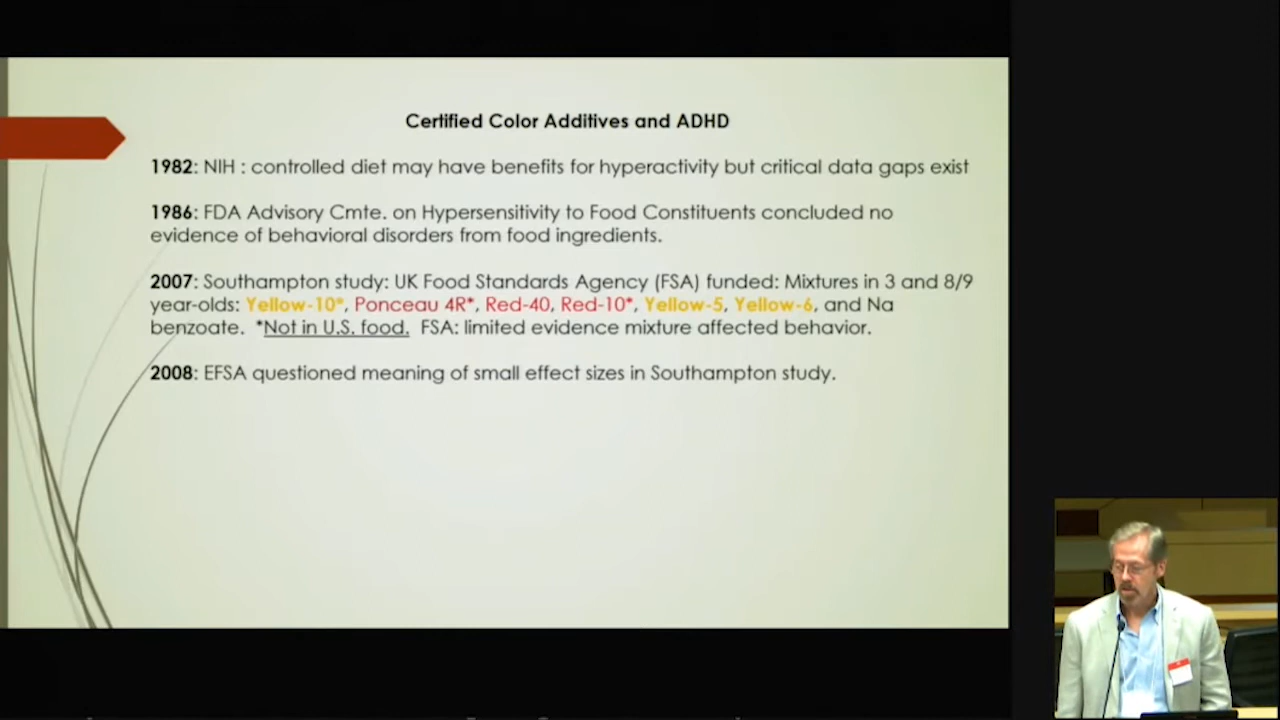 Certified Color Additives and ADHD
1982: NIH : controlled diet may have benefits for hyperactivity but critical data gaps exist
1986: FDA Advisory Cmte. on Hypersensitivity to Food Constituents concluded no
evidence of behavioral disorders from food ingredients.
2007: Southampton study: UK Food Standards Agency (FSA) funded: Mixtures in 3 and 8/9
year-olds: Yellow-10*, Ponceau 4R*, Red-40, Red-10*, Yellow-5, Yellow-6, and Na
benzoate. *Not in U.S. food. FSA: limited evidence mixture affected behavior.
2008: EFSA questioned meaning of small effect sizes in Southampton study.